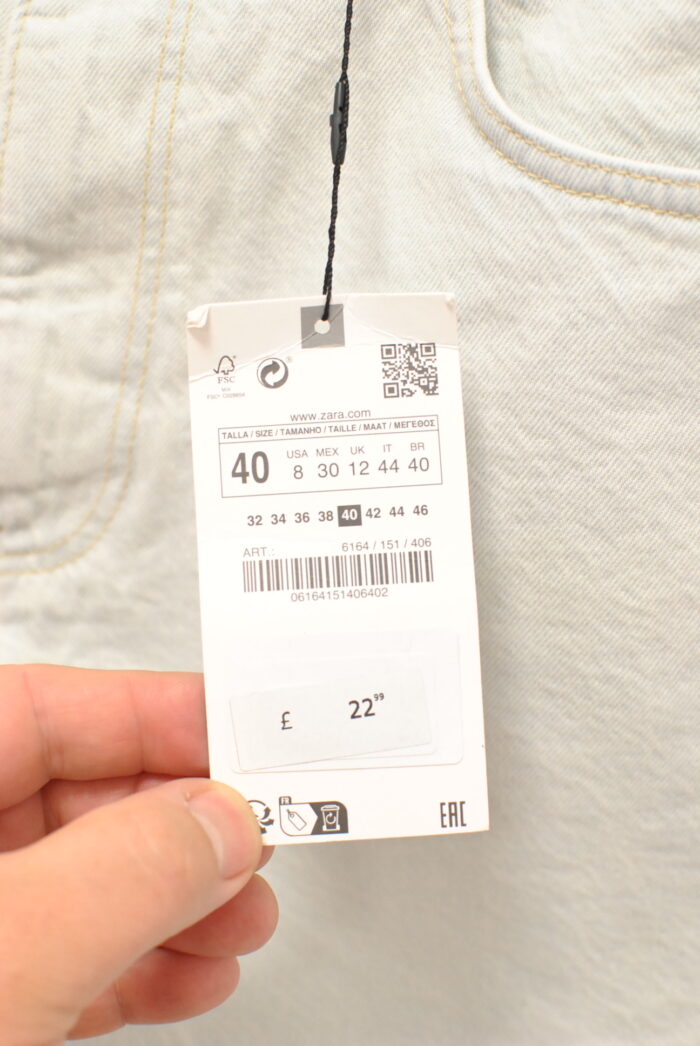 FSC
www.zara.com
TALLA / SIZE / TAMANHO / TAILLE / MAAT / ΜΕΓΕΘΟΣ
40
USA MEX UK IT BR
8 30 12 44 40
32 34 36 38 40 42 44 46
ART.: 6164 / 151 / 406
06164151406402
£ 22⁹⁹
FR
EAC